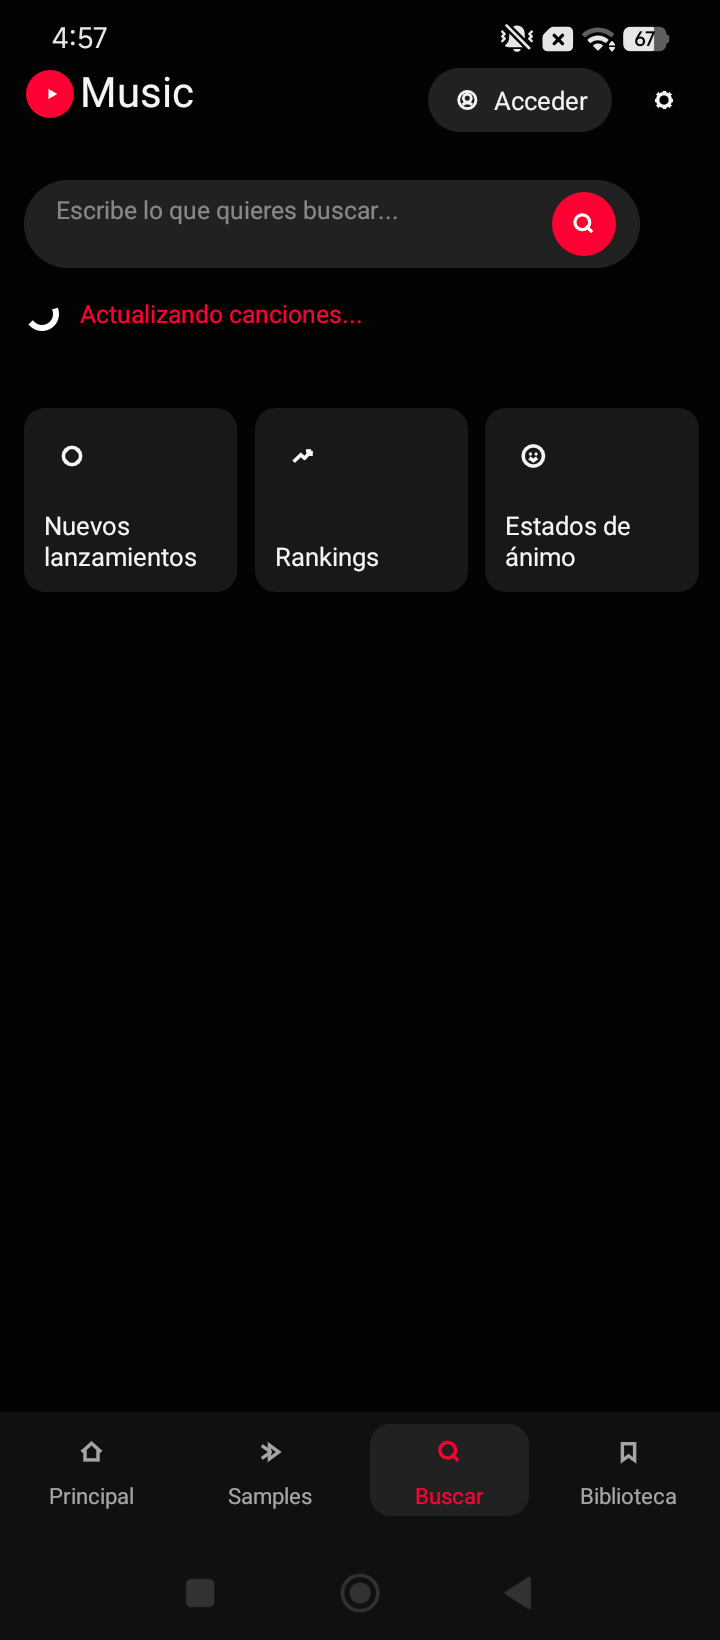 4:57
67
Music
Acceder
Escribe lo que quieres buscar...
Actualizando canciones...
Nuevos
lanzamientos
Rankings
Estados de
ánimo
Principal
Samples
Buscar
Biblioteca